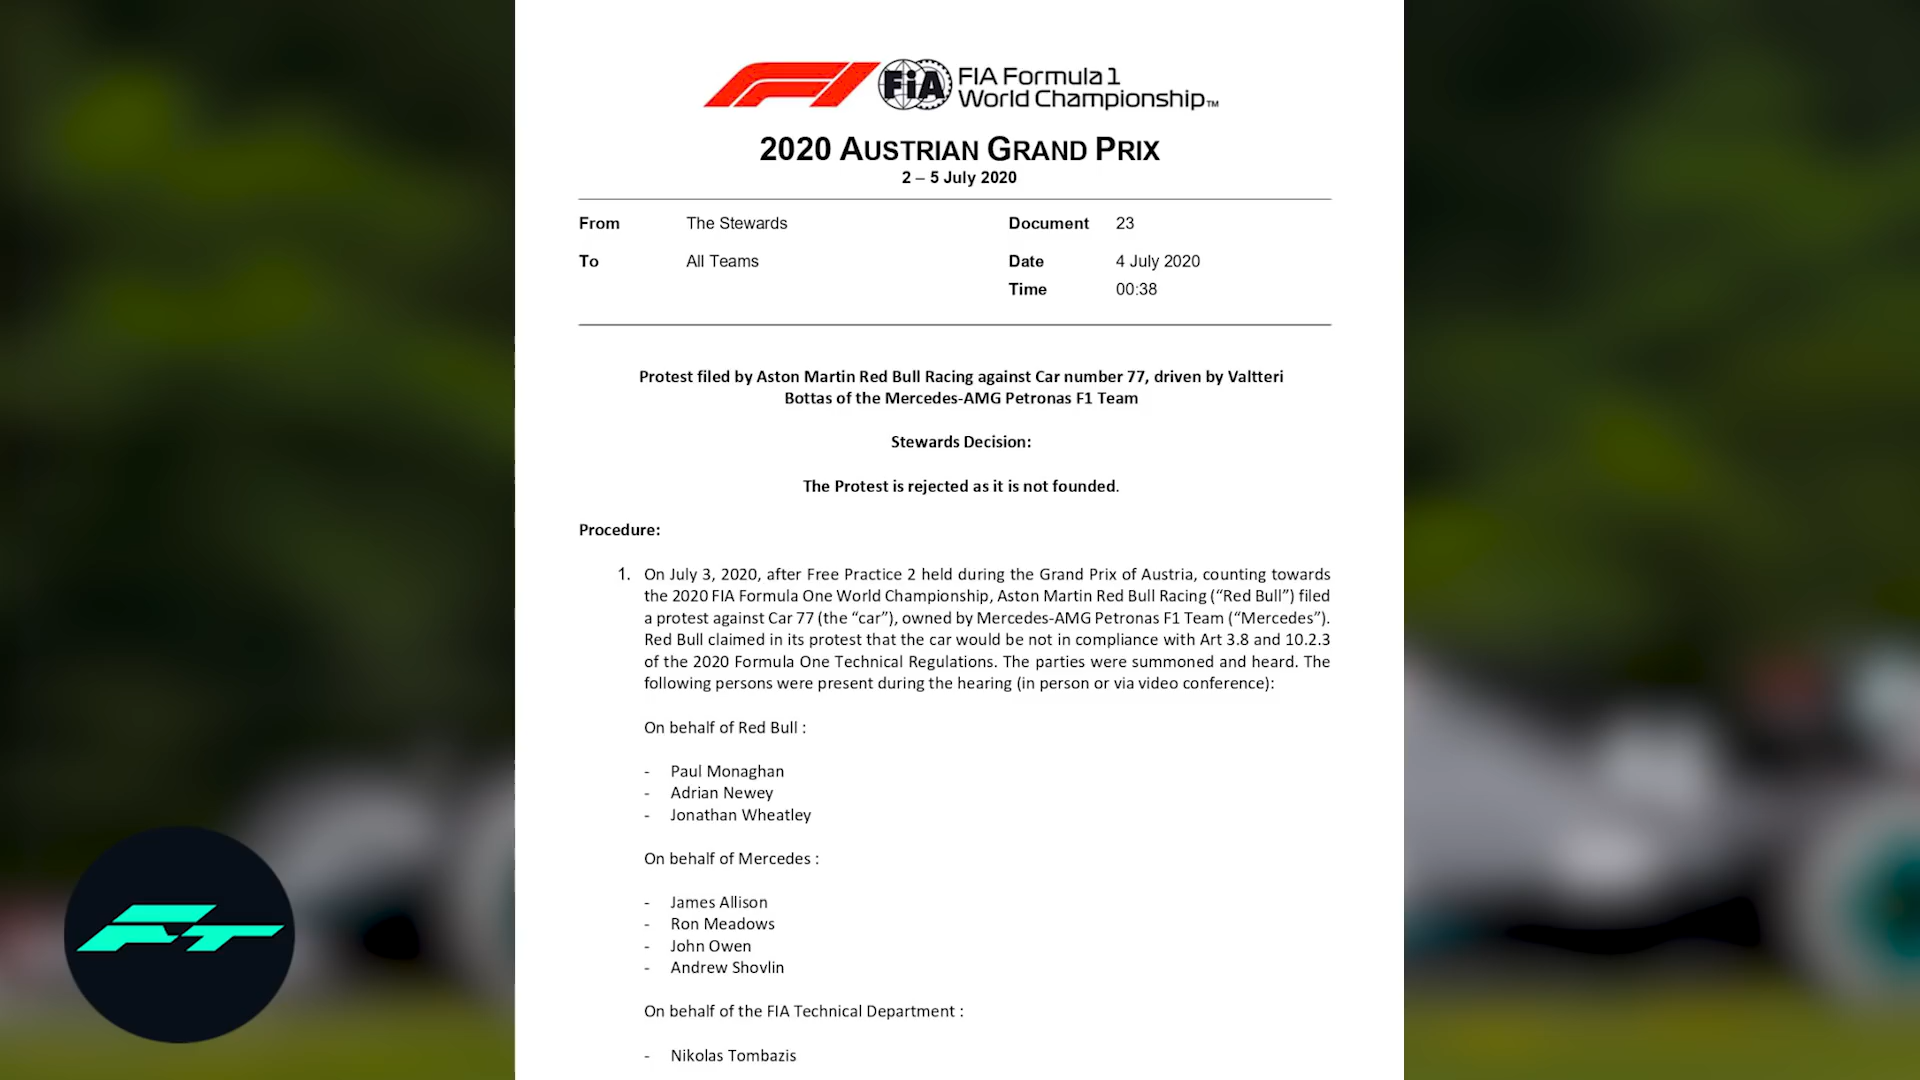 F1 FIA FIA Formula 1
World Championship™
2020 AUSTRIAN GRAND PRIX
2 – 5 July 2020
From The Stewards Document 23
To All Teams Date 4 July 2020
Time 00:38
Protest filed by Aston Martin Red Bull Racing against Car number 77, driven by Valtteri
Bottas of the Mercedes-AMG Petronas F1 Team
Stewards Decision:
The Protest is rejected as it is not founded.
Procedure:
1. On July 3, 2020, after Free Practice 2 held during the Grand Prix of Austria, counting towards
the 2020 FIA Formula One World Championship, Aston Martin Red Bull Racing (“Red Bull”) filed
a protest against Car 77 (the “car”), owned by Mercedes-AMG Petronas F1 Team (“Mercedes”).
Red Bull claimed in its protest that the car would be not in compliance with Art 3.8 and 10.2.3
of the 2020 Formula One Technical Regulations. The parties were summoned and heard. The
following persons were present during the hearing (in person or via video conference):
On behalf of Red Bull :
- Paul Monaghan
- Adrian Newey
- Jonathan Wheatley
On behalf of Mercedes :
- James Allison
- Ron Meadows
- John Owen
- Andrew Shovlin
On behalf of the FIA Technical Department :
- Nikolas Tombazis
FT